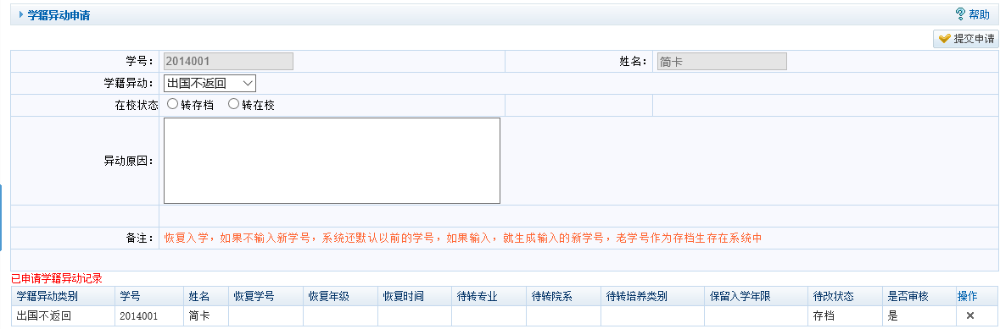 学籍异动申请 帮助
提交申请
学号： 2014001 姓名： 简卡
学籍异动： 出国不返回
在校状态 转存档 转在校
异动原因：
备注： 恢复入学，如果不输入新学号，系统还默认以前的学号，如果输入，就生成输入的新学号，老学号作为存档生存在系统中
已申请学籍异动记录
学籍异动类别 学号 姓名 恢复学号 恢复年级 恢复时间 待转专业 待转院系 待转培养类别 保留入学年限 待改状态 是否审核 操作
出国不返回 2014001 简卡 存档 是